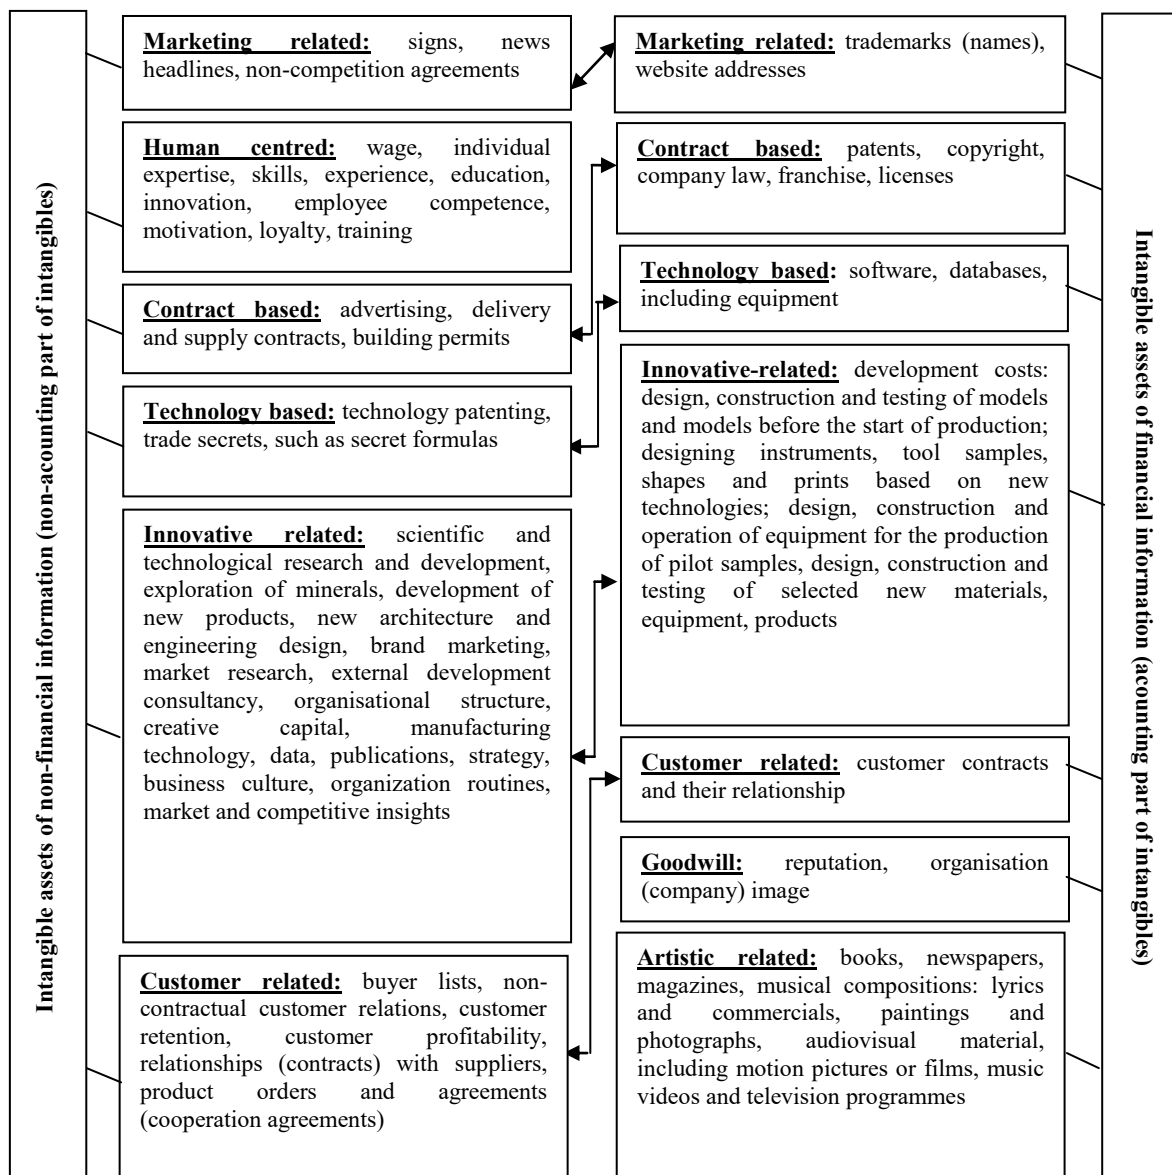 Intangible assets of non-financial information (non-acounting part of intangibles)
Marketing related: signs, news
headlines, non-competition agreements
Human centred: wage, individual
expertise, skills, experience, education,
innovation, employee competence,
motivation, loyalty, training
Contract based: advertising, delivery
and supply contracts, building permits
Technology based: technology patenting,
trade secrets, such as secret formulas
Innovative related: scientific and
technological research and development,
exploration of minerals, development of
new products, new architecture and
engineering design, brand marketing,
market research, external development
consultancy, organisational structure,
creative capital, manufacturing
technology, data, publications, strategy,
business culture, organization routines,
market and competitive insights
Customer related: buyer lists, non-
contractual customer relations, customer
retention, customer profitability,
relationships (contracts) with suppliers,
product orders and agreements
(cooperation agreements)
Marketing related: trademarks (names),
website addresses
Contract based: patents, copyright,
company law, franchise, licenses
Technology based: software, databases,
including equipment
Innovative-related: development costs:
design, construction and testing of models
and models before the start of production;
designing instruments, tool samples,
shapes and prints based on new
technologies; design, construction and
operation of equipment for the production
of pilot samples, design, construction and
testing of selected new materials,
equipment, products
Customer related: customer contracts
and their relationship
Goodwill: reputation, organisation
(company) image
Artistic related: books, newspapers,
magazines, musical compositions: lyrics
and commercials, paintings and
photographs, audiovisual material,
including motion pictures or films, music
videos and television programmes
Intangible assets of financial information (acounting part of intangibles)